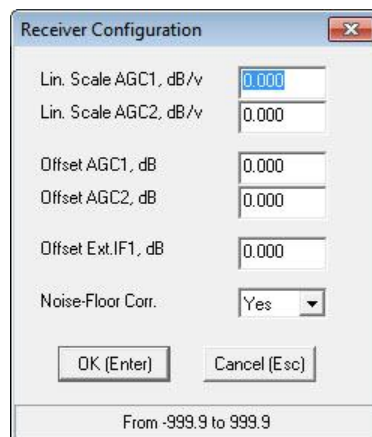 Receiver Configuration
Lin. Scale AGC1, dB/v 0.000
Lin. Scale AGC2, dB/v 0.000
Offset AGC1, dB 0.000
Offset AGC2, dB 0.000
Offset Ext.IF1, dB 0.000
Noise-Floor Corr. Yes
OK (Enter) Cancel (Esc)
From -999.9 to 999.9